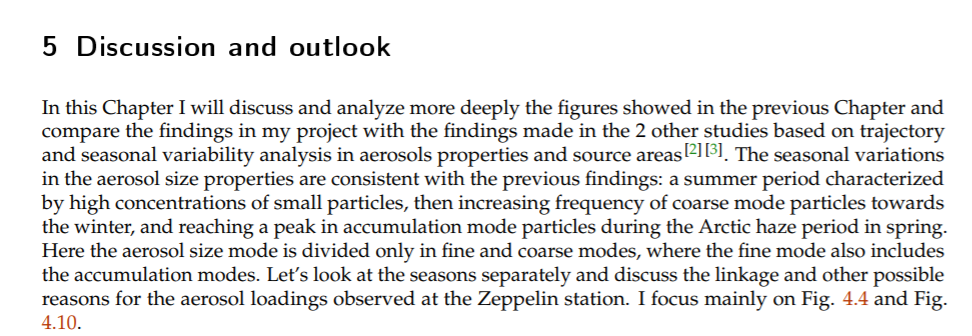 5 Discussion and outlook
In this Chapter I will discuss and analyze more deeply the figures showed in the previous Chapter and
compare the findings in my project with the findings made in the 2 other studies based on trajectory
and seasonal variability analysis in aerosols properties and source areas[2][3]. The seasonal variations
in the aerosol size properties are consistent with the previous findings: a summer period characterized
by high concentrations of small particles, then increasing frequency of coarse mode particles towards
the winter, and reaching a peak in accumulation mode particles during the Arctic haze period in spring.
Here the aerosol size mode is divided only in fine and coarse modes, where the fine mode also includes
the accumulation modes. Let's look at the seasons separately and discuss the linkage and other possible
reasons for the aerosol loadings observed at the Zeppelin station. I focus mainly on Fig. 4.4 and Fig.
4.10.